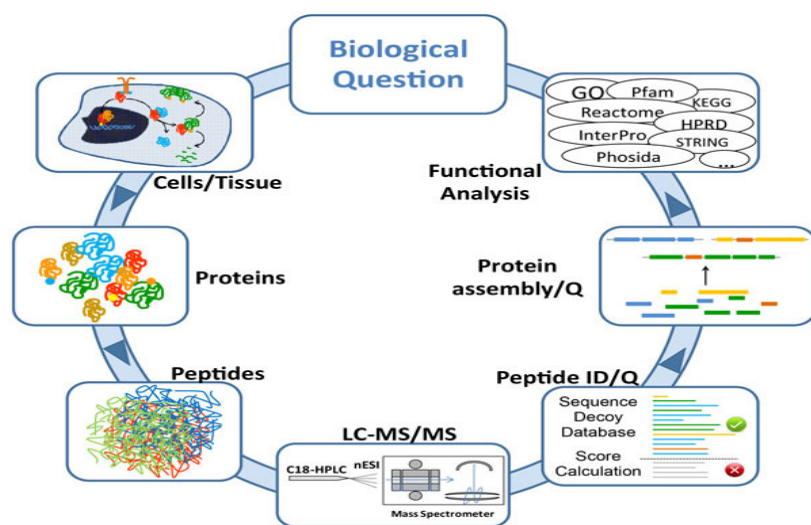 Biological
Question
Cells/Tissue
Proteins
Peptides
LC-MS/MS
C18-HPLC
nESI
Mass Spectrometer
Peptide ID/Q
Sequence
Decoy
Database
Score
Calculation
Protein
assembly/Q
Functional
Analysis
GO
Pfam
KEGG
Reactome
HPRD
InterPro
STRING
Phosida
...